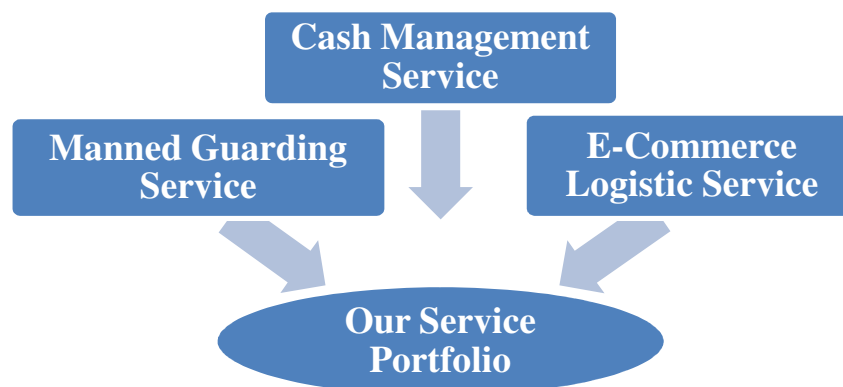 Cash Management
Service
Manned Guarding
Service
E-Commerce
Logistic Service
Our Service
Portfolio